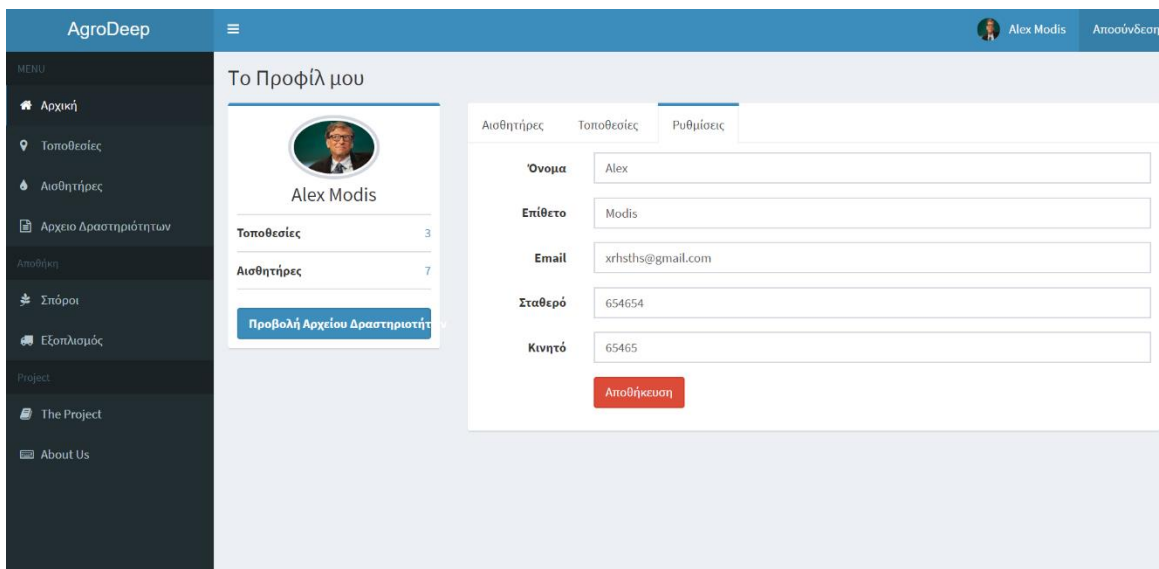 AgroDeep
Alex Modis
Αποσύνδεση
MENU
Αρχική
Τοποθεσίες
Αισθητήρες
Αρχειο Δραστηριότητων
Αποθήκη
Σπόροι
Εξοπλισμός
Project
The Project
About Us
Το Προφίλ μου
Alex Modis
Τοποθεσίες 3
Αισθητήρες 7
Προβολή Αρχείου Δραστηριοτήτων
Αισθητήρες Τοποθεσίες Ρυθμίσεις
Όνομα Alex
Επίθετο Modis
Email xrhsths@gmail.com
Σταθερό 654654
Κινητό 65465
Αποθήκευση